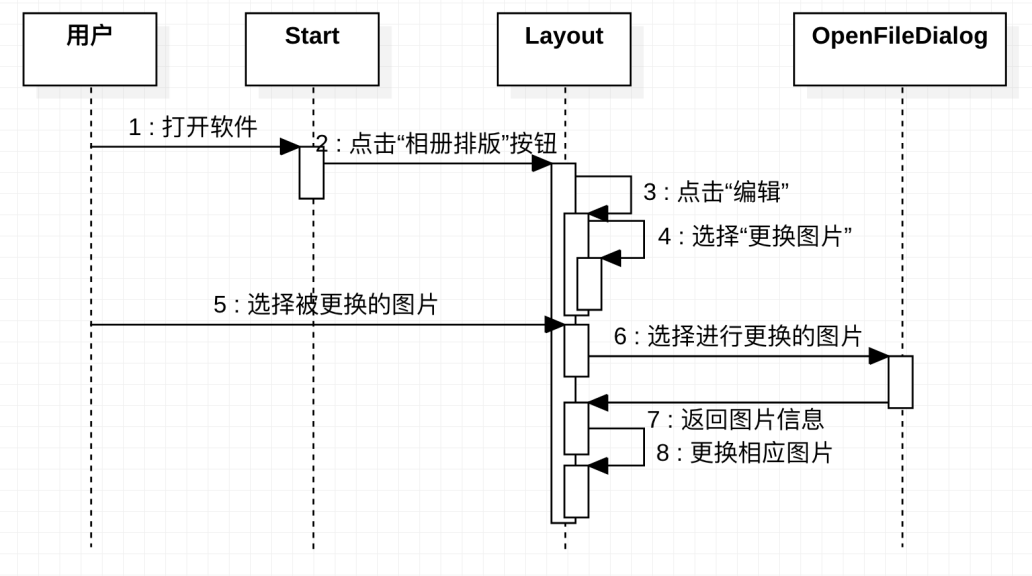 用户
Start
Layout
OpenFileDialog
1 : 打开软件
2 : 点击“相册排版”按钮
3 : 点击“编辑”
4 : 选择“更换图片”
5 : 选择被更换的图片
6 : 选择进行更换的图片
7 : 返回图片信息
8 : 更换相应图片